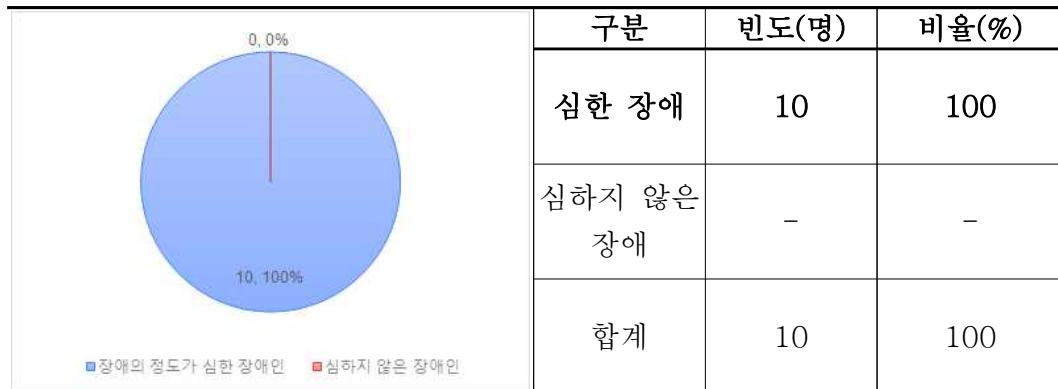 0, 0%
10, 100%
장애의 정도가 심한 장애인 심하지 않은 장애인
구분 빈도(명) 비율(%)
심한 장애 10 100
심하지 않은
장애 - -
합계 10 100